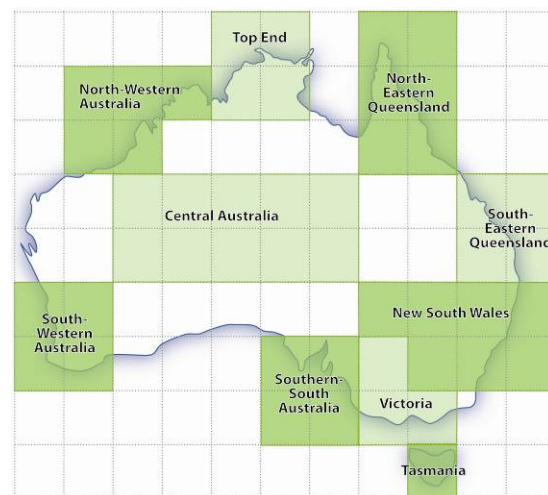 Top End
North-Western
Australia
North-
Eastern
Queensland
Central Australia
South-
Eastern
Queensland
South-
Western
Australia
New South Wales
Southern-
South
Australia
Victoria
Tasmania